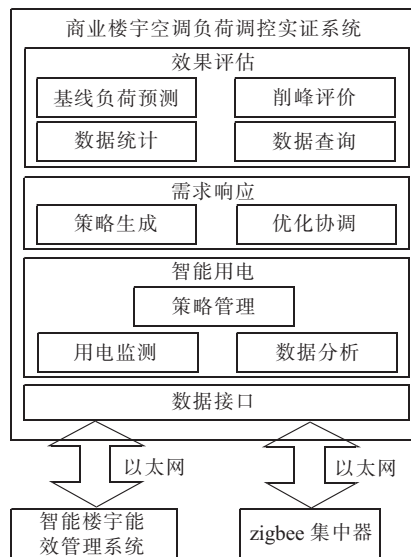 商业楼宇空调负荷调控实证系统
效果评估
基线负荷预测 削峰评价
数据统计 数据查询
需求响应
策略生成 优化协调
智能用电
策略管理
用电监测 数据分析
数据接口
以太网 以太网
智能楼宇能
效管理系统
zigbee 集中器